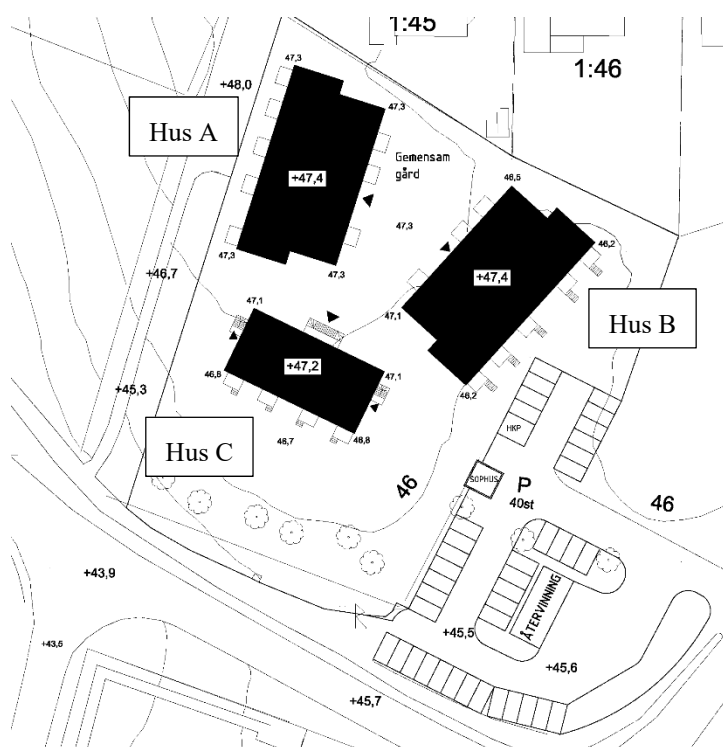 1:45
1:46
47,3
+48,0
Hus A
47,3
Gemensam
gård
+47,4
46,5
47,3
46,2
47,3
47,3
+46,7
+47,4
47,1
47,1
Hus B
+47,2
46,8
47,1
+45,3
46,2
HKP
46,7
46,8
Hus C
SOPHUS
P
46
40st
46
+43,9
ÅTERVINNING
+45,5
+43,6
+45,6
+45,7